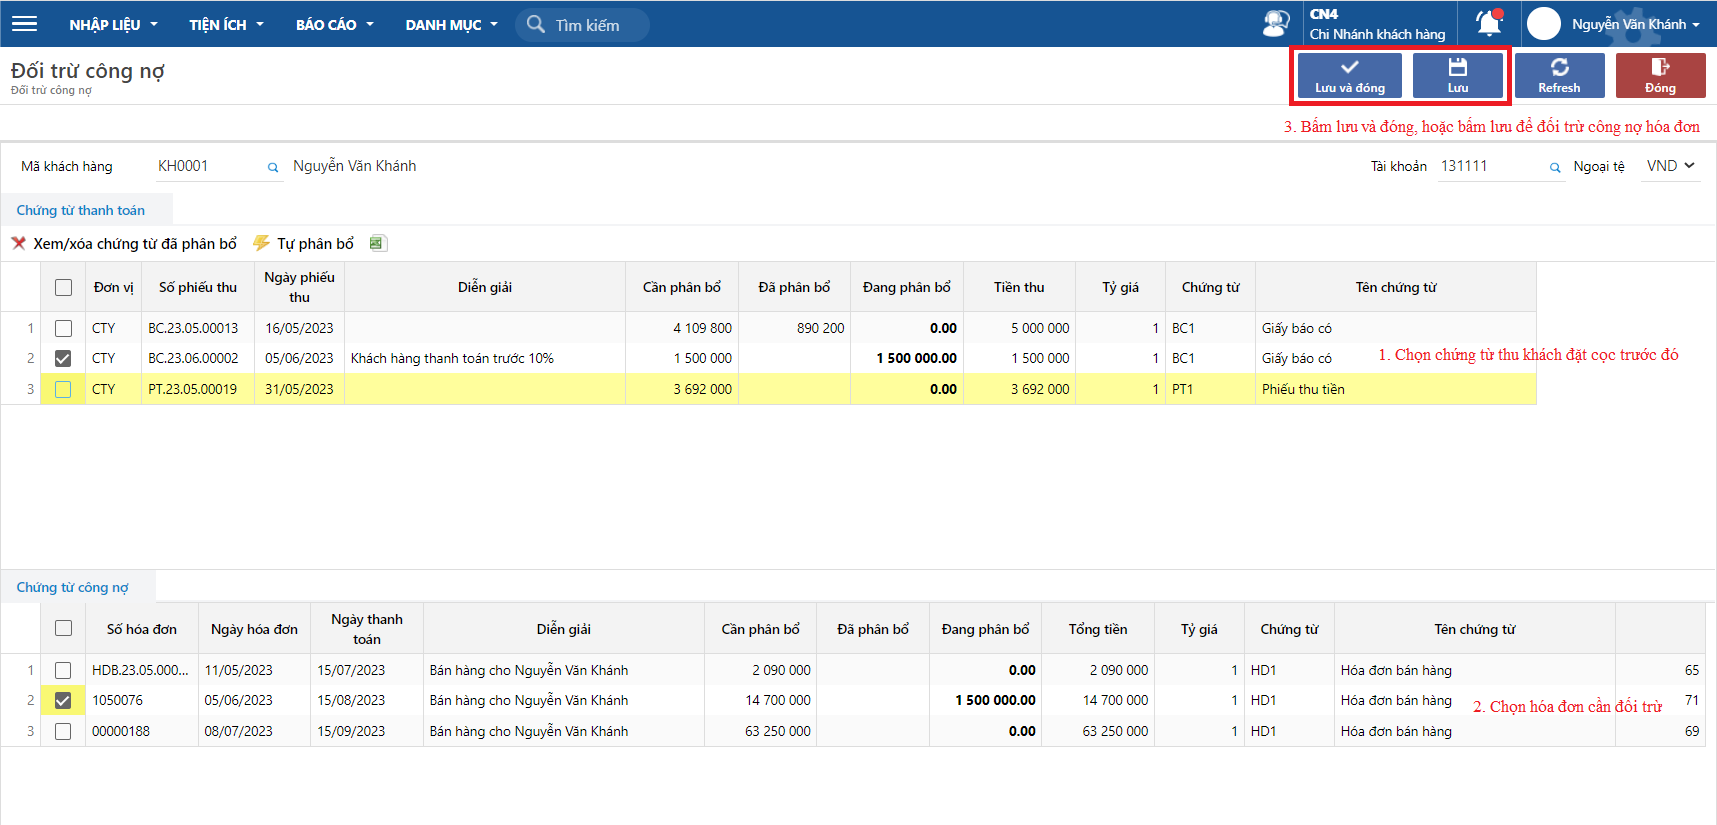 NHẬP LIỆU TIỆN ÍCH BÁO CÁO DANH MỤC Tìm kiếm CN4 Chi Nhánh khách hàng Nguyễn Văn Khánh
Đối trừ công nợ
Đối trừ công nợ
Lưu và đóng Lưu Refresh Đóng
3. Bấm lưu và đóng, hoặc bấm lưu để đối trừ công nợ hóa đơn
Mã khách hàng KH0001 Nguyễn Văn Khánh Tài khoản 131111 Ngoại tệ VND
Chứng từ thanh toán
Xem/xóa chứng từ đã phân bổ Tự phân bổ
Đơn vị Số phiếu thu Ngày phiếu thu Diễn giải Cần phân bổ Đã phân bổ Đang phân bổ Tiền thu Tỷ giá Chứng từ Tên chứng từ
1 CTY BC.23.05.00013 16/05/2023 4 109 800 890 200 0.00 5 000 000 1 BC1 Giấy báo có
2 CTY BC.23.06.00002 05/06/2023 Khách hàng thanh toán trước 10% 1 500 000 1 500 000.00 1 500 000 1 BC1 Giấy báo có
1. Chọn chứng từ thu khách đặt cọc trước đó
3 CTY PT.23.05.00019 31/05/2023 3 692 000 0.00 3 692 000 1 PT1 Phiếu thu tiền
Chứng từ công nợ
Số hóa đơn Ngày hóa đơn Ngày thanh toán Diễn giải Cần phân bổ Đã phân bổ Đang phân bổ Tổng tiền Tỷ giá Chứng từ Tên chứng từ
1 HDB.23.05.000... 11/05/2023 15/07/2023 Bán hàng cho Nguyễn Văn Khánh 2 090 000 0.00 2 090 000 1 HD1 Hóa đơn bán hàng 65
2 1050076 05/06/2023 15/08/2023 Bán hàng cho Nguyễn Văn Khánh 14 700 000 1 500 000.00 14 700 000 1 HD1 Hóa đơn bán hàng 71
2. Chọn hóa đơn cần đối trừ
3 00000188 08/07/2023 15/09/2023 Bán hàng cho Nguyễn Văn Khánh 63 250 000 0.00 63 250 000 1 HD1 Hóa đơn bán hàng 69